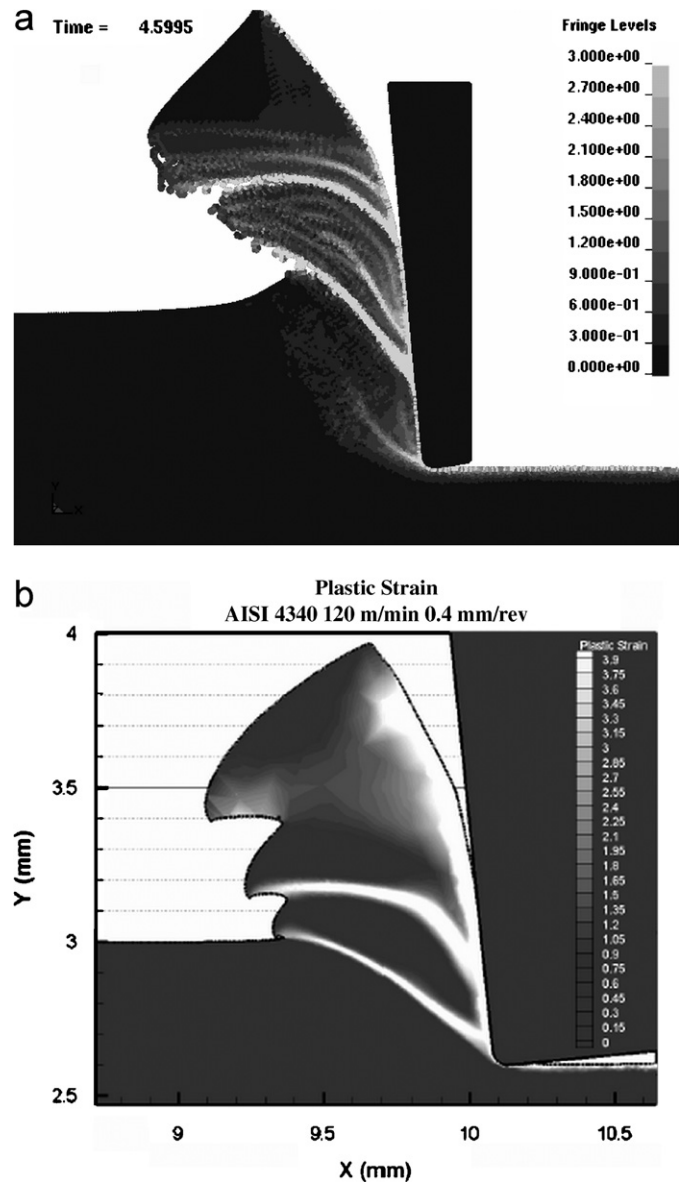 a
Time = 4.5995
Fringe Levels
3.000e+00
2.700e+00
2.400e+00
2.100e+00
1.800e+00
1.500e+00
1.200e+00
9.000e-01
6.000e-01
3.000e-01
0.000e+00
Y
X
b
Plastic Strain
AISI 4340 120 m/min 0.4 mm/rev
Plastic Strain
3.9
3.75
3.6
3.45
3.3
3.15
3
2.85
2.7
2.55
2.4
2.25
2.1
1.95
1.8
1.65
1.5
1.35
1.2
1.05
0.9
0.75
0.6
0.45
0.3
0.15
0
4
3.5
3
2.5
Y (mm)
9
9.5
10
10.5
X (mm)